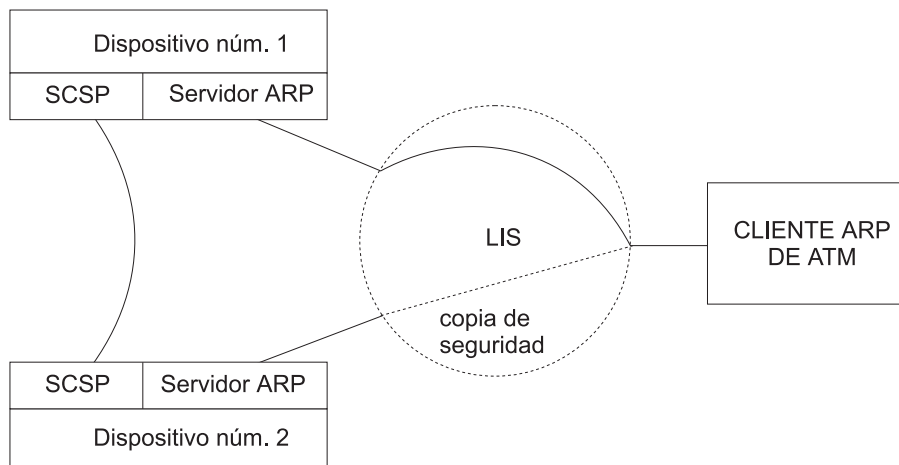 Dispositivo núm. 1
SCSP
Servidor ARP
LIS
CLIENTE ARP
DE ATM
copia de
seguridad
SCSP
Servidor ARP
Dispositivo núm. 2